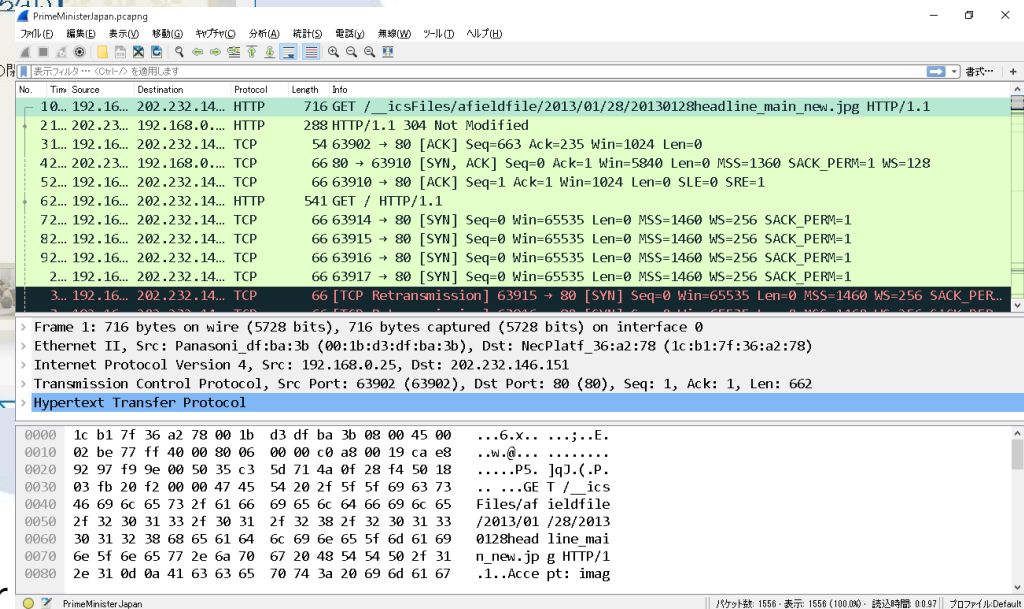 PrimeMinisterJapan.pcapng
ファイル(F) 編集(E) 表示(V) 移動(G) キャプチャ(C) 分析(A) 統計(S) 電話(y) 無線(W) ツール(T) ヘルプ(H)
表示フィルタ … <Ctrl-/> を適用します 書式… +
No. Time Source Destination Protocol Length Info
10… 192.16… 202.232.14… HTTP 716 GET /__icsFiles/afieldfile/2013/01/28/20130128headline_main_new.jpg HTTP/1.1
21… 202.23… 192.168.0.… HTTP 288 HTTP/1.1 304 Not Modified
31… 192.16… 202.232.14… TCP 54 63902 → 80 [ACK] Seq=663 Ack=235 Win=1024 Len=0
42… 202.23… 192.168.0.… TCP 66 80 → 63910 [SYN, ACK] Seq=0 Ack=1 Win=5840 Len=0 MSS=1360 SACK_PERM=1 WS=128
52… 192.16… 202.232.14… TCP 66 63910 → 80 [ACK] Seq=1 Ack=1 Win=1024 Len=0 SLE=0 SRE=1
62… 192.16… 202.232.14… HTTP 541 GET / HTTP/1.1
72… 192.16… 202.232.14… TCP 66 63914 → 80 [SYN] Seq=0 Win=65535 Len=0 MSS=1460 WS=256 SACK_PERM=1
82… 192.16… 202.232.14… TCP 66 63915 → 80 [SYN] Seq=0 Win=65535 Len=0 MSS=1460 WS=256 SACK_PERM=1
92… 192.16… 202.232.14… TCP 66 63916 → 80 [SYN] Seq=0 Win=65535 Len=0 MSS=1460 WS=256 SACK_PERM=1
2… 192.16… 202.232.14… TCP 66 63917 → 80 [SYN] Seq=0 Win=65535 Len=0 MSS=1460 WS=256 SACK_PERM=1
3… 192.16… 202.232.14… TCP 66 [TCP Retransmission] 63915 → 80 [SYN] Seq=0 Win=65535 Len=0 MSS=1460 WS=256 SACK_PER…
Frame 1: 716 bytes on wire (5728 bits), 716 bytes captured (5728 bits) on interface 0
Ethernet II, Src: Panasoni_df:ba:3b (00:1b:d3:df:ba:3b), Dst: NecPlatf_36:a2:78 (1c:b1:7f:36:a2:78)
Internet Protocol Version 4, Src: 192.168.0.25, Dst: 202.232.146.151
Transmission Control Protocol, Src Port: 63902 (63902), Dst Port: 80 (80), Seq: 1, Ack: 1, Len: 662
Hypertext Transfer Protocol
0000 1c b1 7f 36 a2 78 00 1b d3 df ba 3b 08 00 45 00 ...6.x.. ...;..E.
0010 02 be 77 ff 40 00 80 06 00 00 c0 a8 00 19 ca e8 ..w.@... ........
0020 92 97 f9 9e 00 50 35 c3 5d 71 4a 0f 28 f4 50 18 .....P5. ]qJ.(.P.
0030 03 fb 20 f2 00 00 47 45 54 20 2f 5f 5f 69 63 73 .. ...GE T /__ics
0040 46 69 6c 65 73 2f 61 66 69 65 6c 64 66 69 6c 65 Files/af ieldfile
0050 2f 32 30 31 33 2f 30 31 2f 32 38 2f 32 30 31 33 /2013/01 /28/2013
0060 30 31 32 38 68 65 61 64 6c 69 6e 65 5f 6d 61 69 0128head line_mai
0070 6e 5f 6e 65 77 2e 6a 70 67 20 48 54 54 50 2f 31 n_new.jp g HTTP/1
0080 2e 31 0d 0a 41 63 63 65 70 74 3a 20 69 6d 61 67 .1..Acce pt: imag
PrimeMinisterJapan パケット数: 1556 · 表示: 1556 (100.0%) · 読込時間: 0:0.97 プロファイル:Default